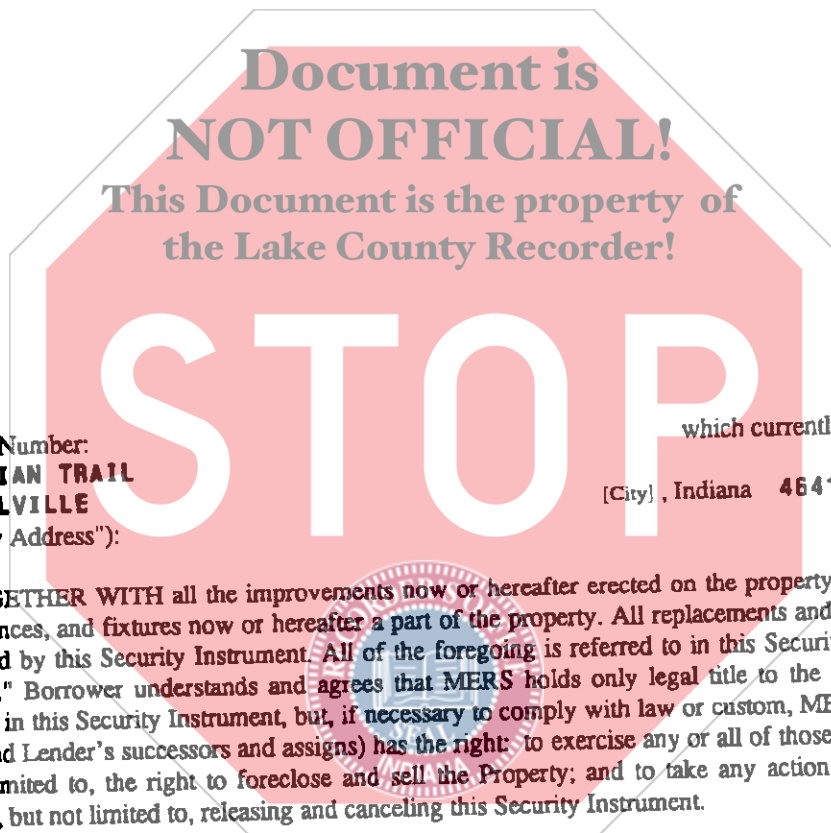 Document is
NOT OFFICIAL!
This Document is the property of
the Lake County Recorder!
STOP
which currentl
Number:
IAN TRAIL
[City] , Indiana 4641
LVILLE
Address"):
GETHER WITH all the improvements now or hereafter erected on the property
nces, and fixtures now or hereafter a part of the property. All replacements and
d by this Security Instrument. All of the foregoing is referred to in this Securi
." Borrower understands and agrees that MERS holds only legal title to the
in this Security Instrument, but, if necessary to comply with law or custom, ME
nd Lender's successors and assigns) has the right: to exercise any or all of those
mited to, the right to foreclose and sell the Property; and to take any action
, but not limited to, releasing and canceling this Security Instrument.
SEAL
INDIANA